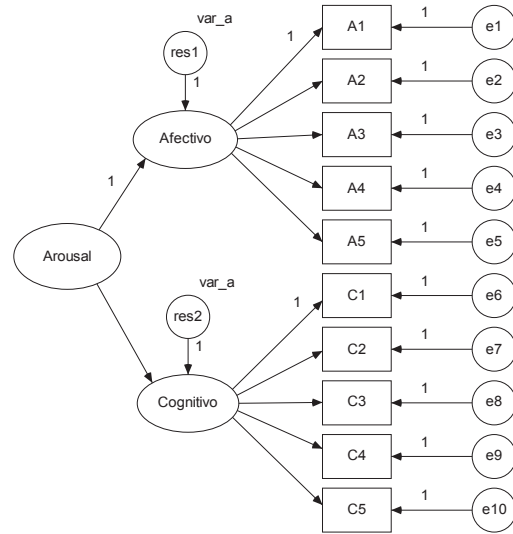 var_a
res1
1
Afectivo
1
A1
1
e1
A2
1
e2
A3
1
e3
A4
1
e4
A5
1
e5
1
Arousal
var_a
res2
1
Cognitivo
1
C1
1
e6
C2
1
e7
C3
1
e8
C4
1
e9
C5
1
e10